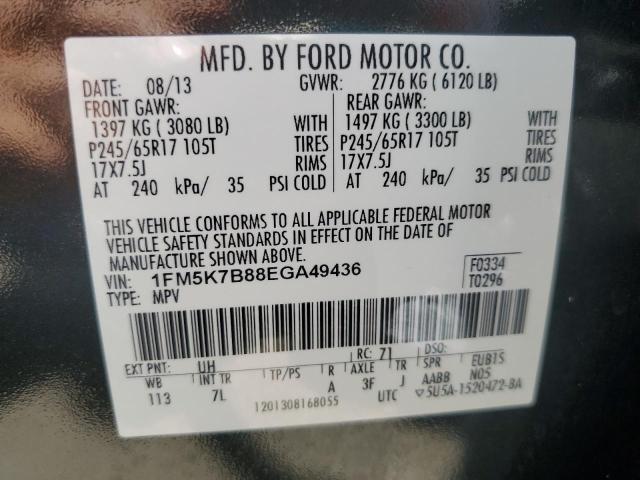 MFD. BY FORD MOTOR CO.
DATE: 08/13 GVWR: 2776 KG ( 6120 LB)
FRONT GAWR: REAR GAWR:
1397 KG ( 3080 LB) WITH 1497 KG ( 3300 LB) WITH
P245/65R17 105T TIRES P245/65R17 105T TIRES
17X7.5J RIMS 17X7.5J RIMS
AT 240 kPa/ 35 PSI COLD AT 240 kPa/ 35 PSI COLD
THIS VEHICLE CONFORMS TO ALL APPLICABLE FEDERAL MOTOR
VEHICLE SAFETY STANDARDS IN EFFECT ON THE DATE OF
MANUFACTURE SHOWN ABOVE.
VIN: 1FM5K7B88EGA49436 F0334
TYPE: MPV T0296
EXT PNT: UH RC: 71 DSO:
WB INT TR TP/PS R AXLE TR SPR EUB1S
113 7L A 3F J AABB N05
1201308168055 UTC ▽5U5A-1520472-BA